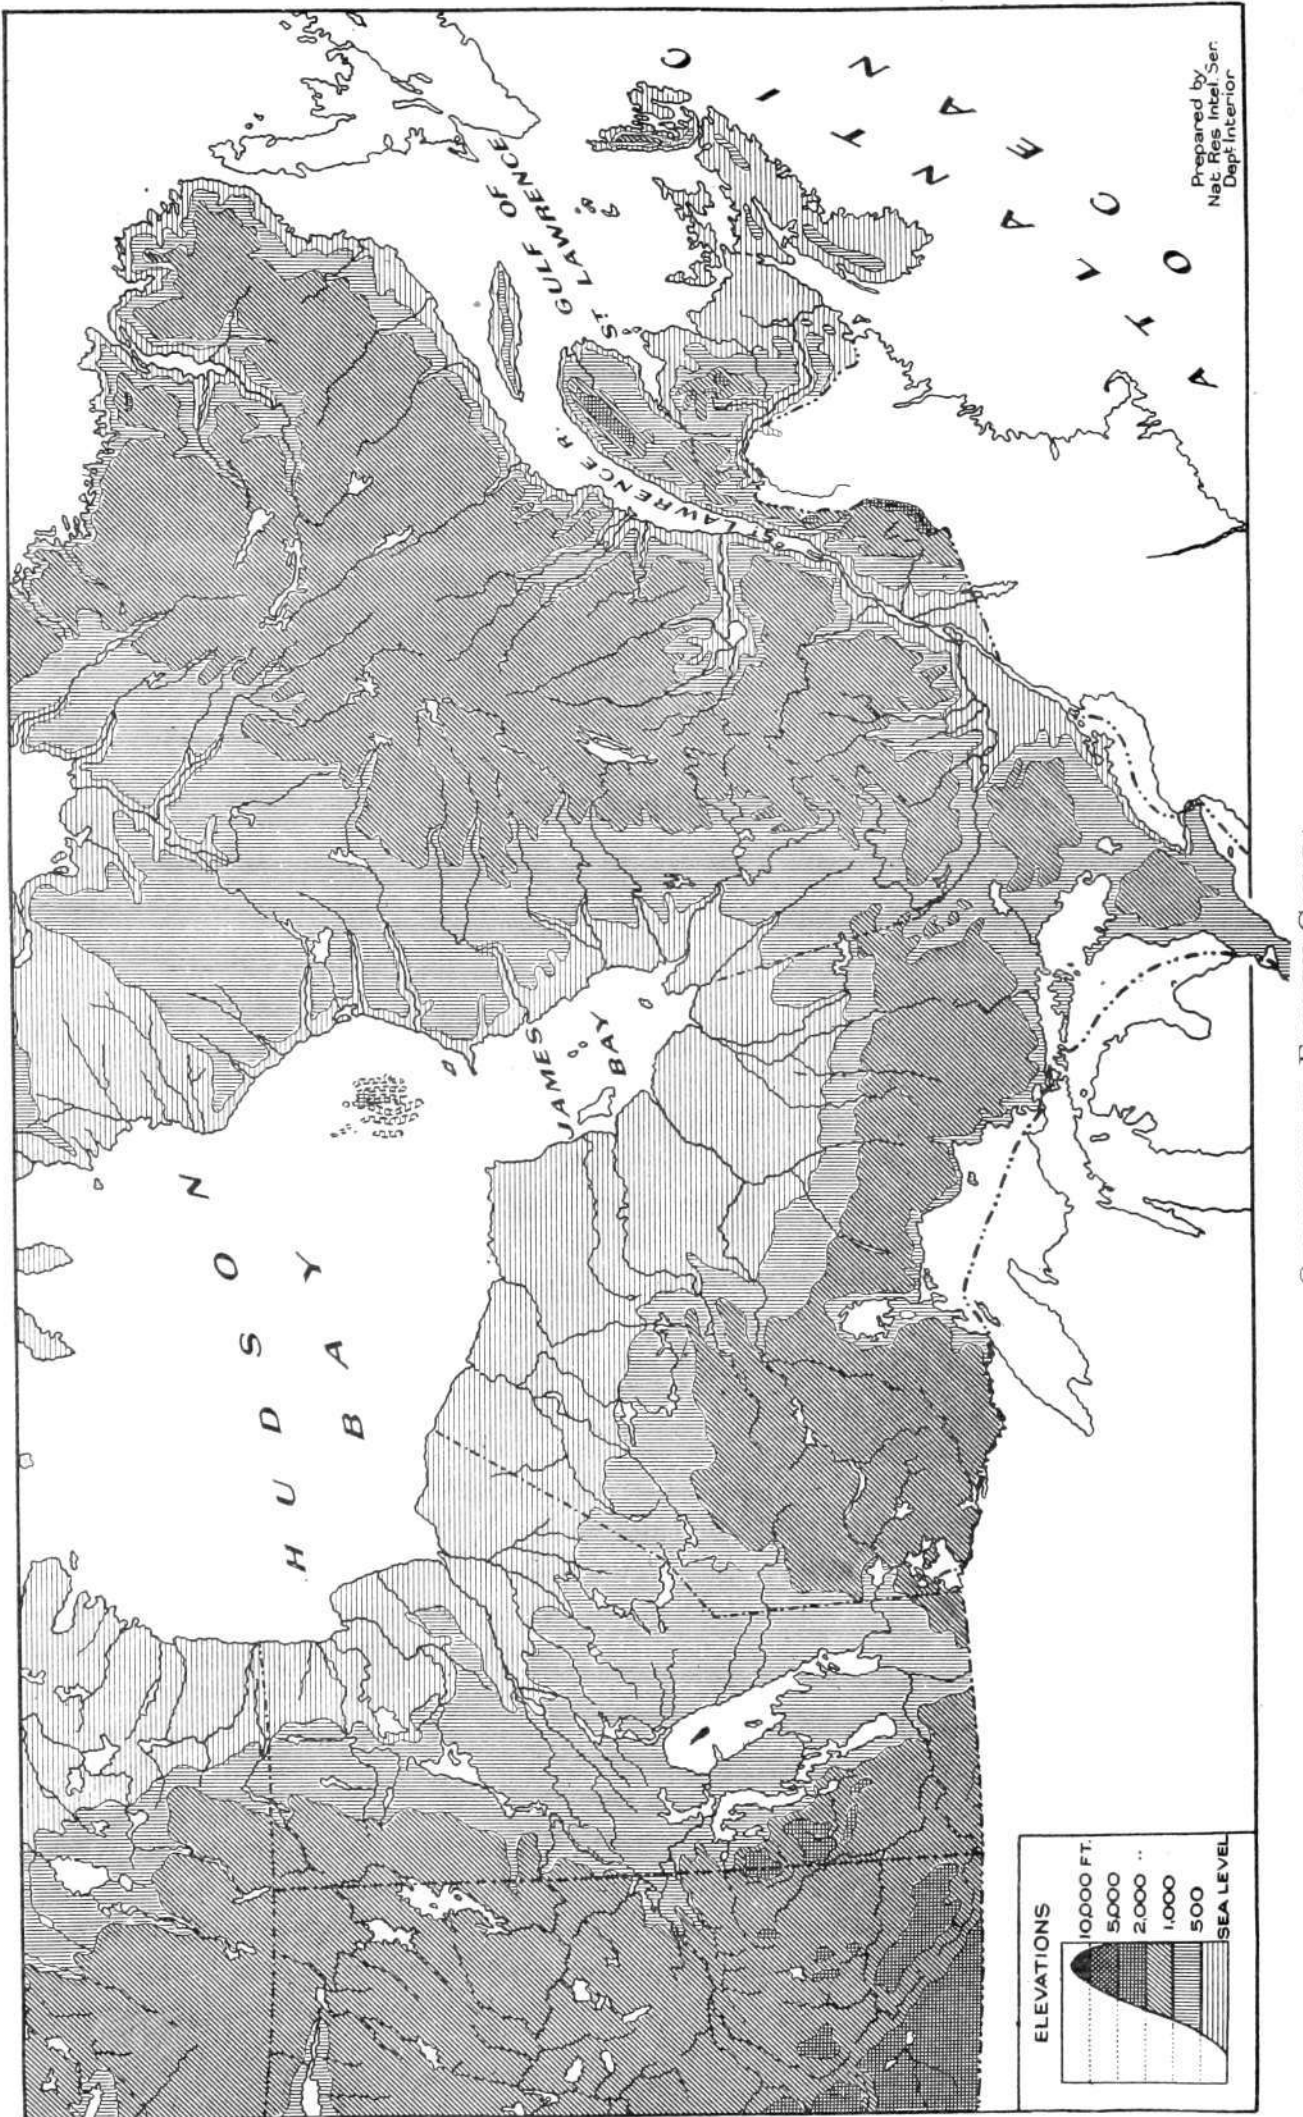 HUDSON
BAY
JAMES
BAY
GULF OF
ST. LAWRENCE
ST. LAWRENCE R.
ATLANTIC
OCEAN
Prepared by
Nat. Res. Intel. Ser.
Dept. Interior
ELEVATIONS
10,000 FT.
5,000
2,000 ..
1,000
500
SEA LEVEL